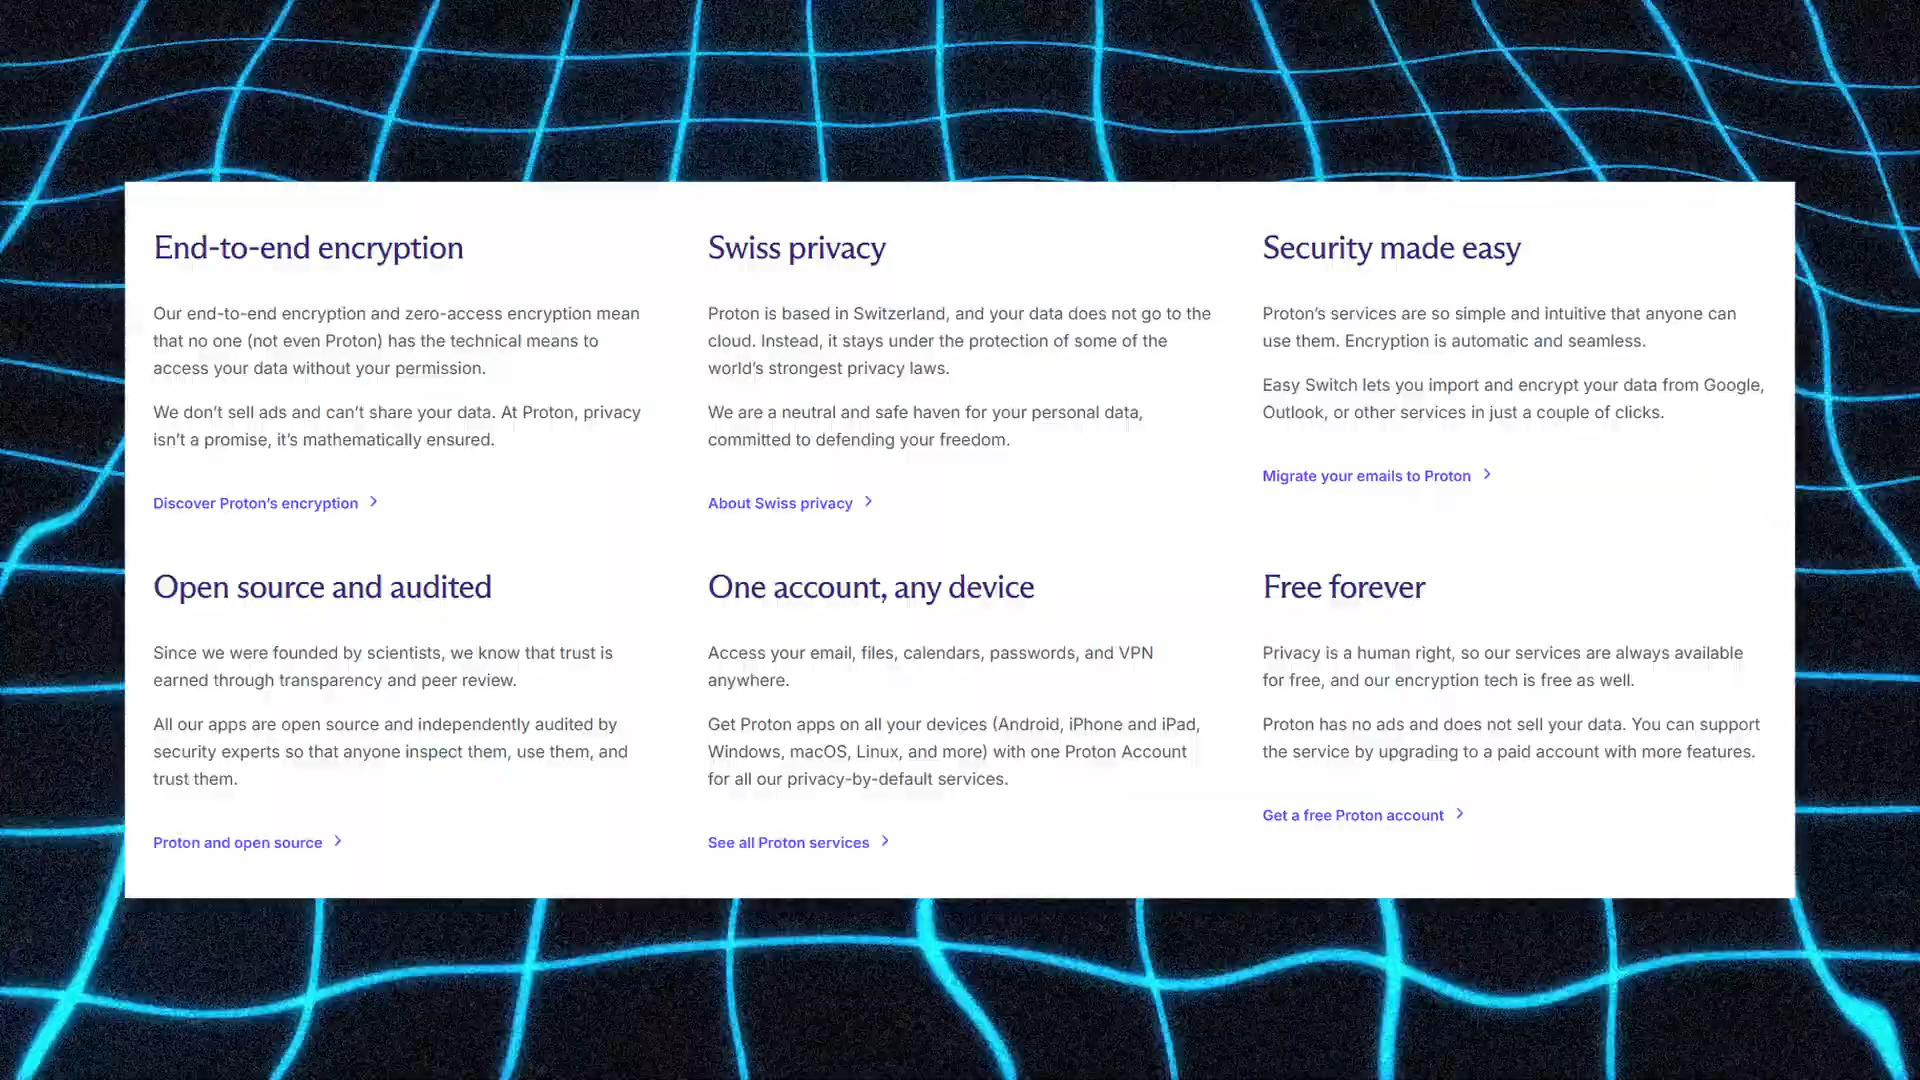 End-to-end encryption
Our end-to-end encryption and zero-access encryption mean
that no one (not even Proton) has the technical means to
access your data without your permission.
We don't sell ads and can't share your data. At Proton, privacy
isn't a promise, it's mathematically ensured.
Discover Proton's encryption
Swiss privacy
Proton is based in Switzerland, and your data does not go to the
cloud. Instead, it stays under the protection of some of the
world's strongest privacy laws.
We are a neutral and safe haven for your personal data,
committed to defending your freedom.
About Swiss privacy
Security made easy
Proton's services are so simple and intuitive that anyone can
use them. Encryption is automatic and seamless.
Easy Switch lets you import and encrypt your data from Google,
Outlook, or other services in just a couple of clicks.
Migrate your emails to Proton
Open source and audited
Since we were founded by scientists, we know that trust is
earned through transparency and peer review.
All our apps are open source and independently audited by
security experts so that anyone inspect them, use them, and
trust them.
Proton and open source
One account, any device
Access your email, files, calendars, passwords, and VPN
anywhere.
Get Proton apps on all your devices (Android, iPhone and iPad,
Windows, macOS, Linux, and more) with one Proton Account
for all our privacy-by-default services.
See all Proton services
Free forever
Privacy is a human right, so our services are always available
for free, and our encryption tech is free as well.
Proton has no ads and does not sell your data. You can support
the service by upgrading to a paid account with more features.
Get a free Proton account